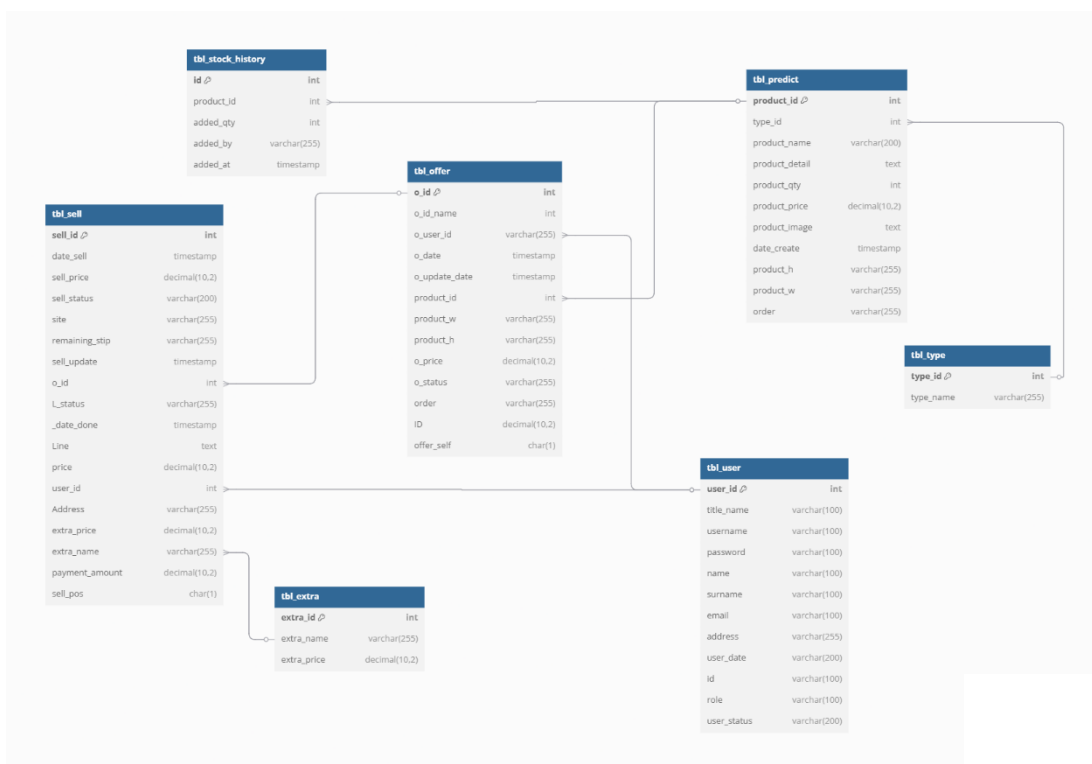 tbl_stock_history
id int
product_id int
added_qty int
added_by varchar(255)
added_at timestamp
tbl_predict
product_id int
type_id int
product_name varchar(200)
product_detail text
product_qty int
product_price decimal(10,2)
product_image text
date_create timestamp
product_h varchar(255)
product_w varchar(255)
order varchar(255)
tbl_offer
o_id int
o_id_name int
o_user_id varchar(255)
o_date timestamp
o_update_date timestamp
product_id int
product_w varchar(255)
product_h varchar(255)
o_price decimal(10,2)
o_status varchar(255)
order varchar(255)
ID decimal(10,2)
offer_self char(1)
tbl_sell
sell_id int
date_sell timestamp
sell_price decimal(10,2)
sell_status varchar(200)
site varchar(255)
remaining_stip varchar(255)
sell_update timestamp
o_id int
L_status varchar(255)
_date_done timestamp
Line text
price decimal(10,2)
user_id int
Address varchar(255)
extra_price decimal(10,2)
extra_name varchar(255)
payment_amount decimal(10,2)
sell_pos char(1)
tbl_type
type_id int
type_name varchar(255)
tbl_user
user_id int
title_name varchar(100)
username varchar(100)
password varchar(100)
name varchar(100)
surname varchar(100)
email varchar(100)
address varchar(255)
user_date varchar(200)
id varchar(100)
role varchar(100)
user_status varchar(200)
tbl_extra
extra_id int
extra_name varchar(255)
extra_price decimal(10,2)